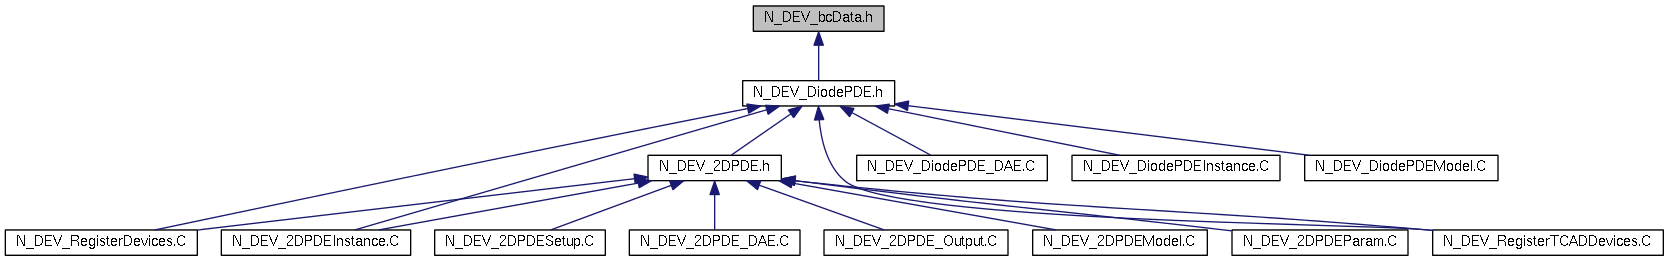 N_DEV_bcData.h
N_DEV_DiodePDE.h
N_DEV_2DPDE.h
N_DEV_DiodePDE_DAE.C
N_DEV_DiodePDEInstance.C
N_DEV_DiodePDEModel.C
N_DEV_RegisterDevices.C
N_DEV_2DPDEInstance.C
N_DEV_2DPDESetup.C
N_DEV_2DPDE_DAE.C
N_DEV_2DPDE_Output.C
N_DEV_2DPDEModel.C
N_DEV_2DPDEParam.C
N_DEV_RegisterTCADDevices.C